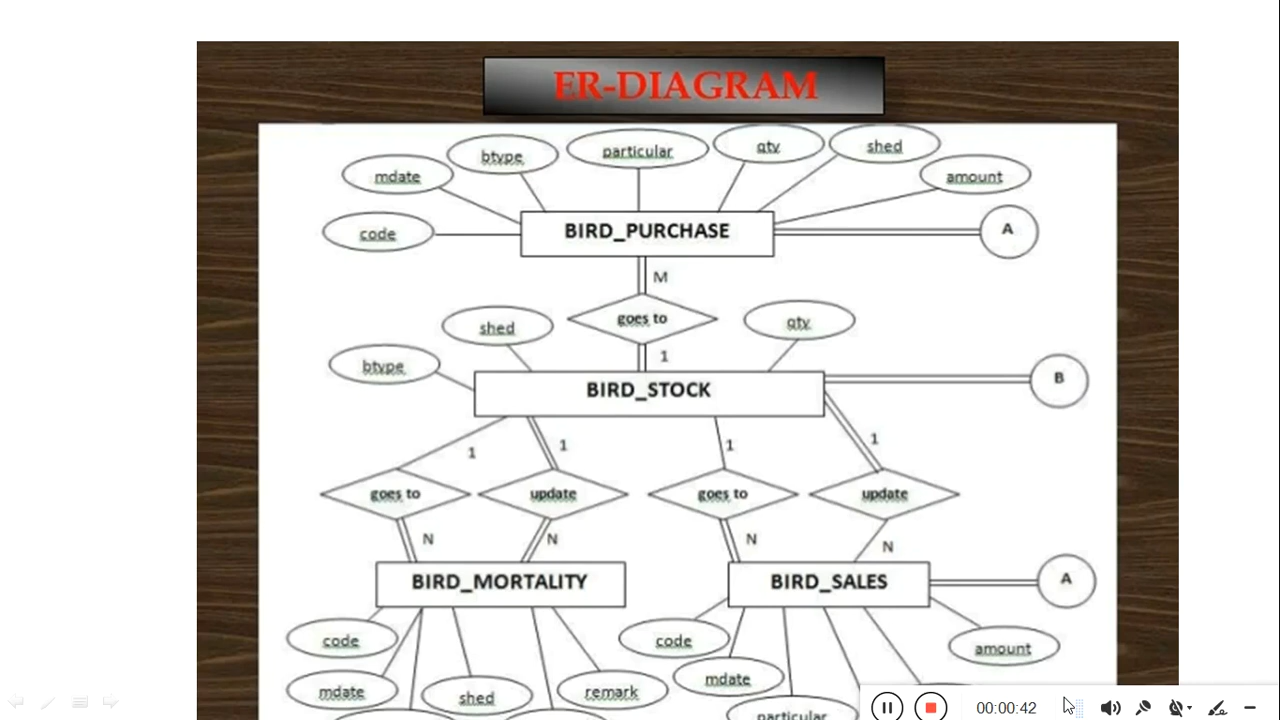 ER-DIAGRAM
mdate
btype
particular
qty
shed
amount
code
BIRD_PURCHASE
A
M
goes to
1
shed
qty
btype
BIRD_STOCK
B
1
1
1
1
goes to
update
goes to
update
N
N
N
N
BIRD_MORTALITY
BIRD_SALES
A
code
code
amount
mdate
shed
remark
mdate
particular
00:00:42